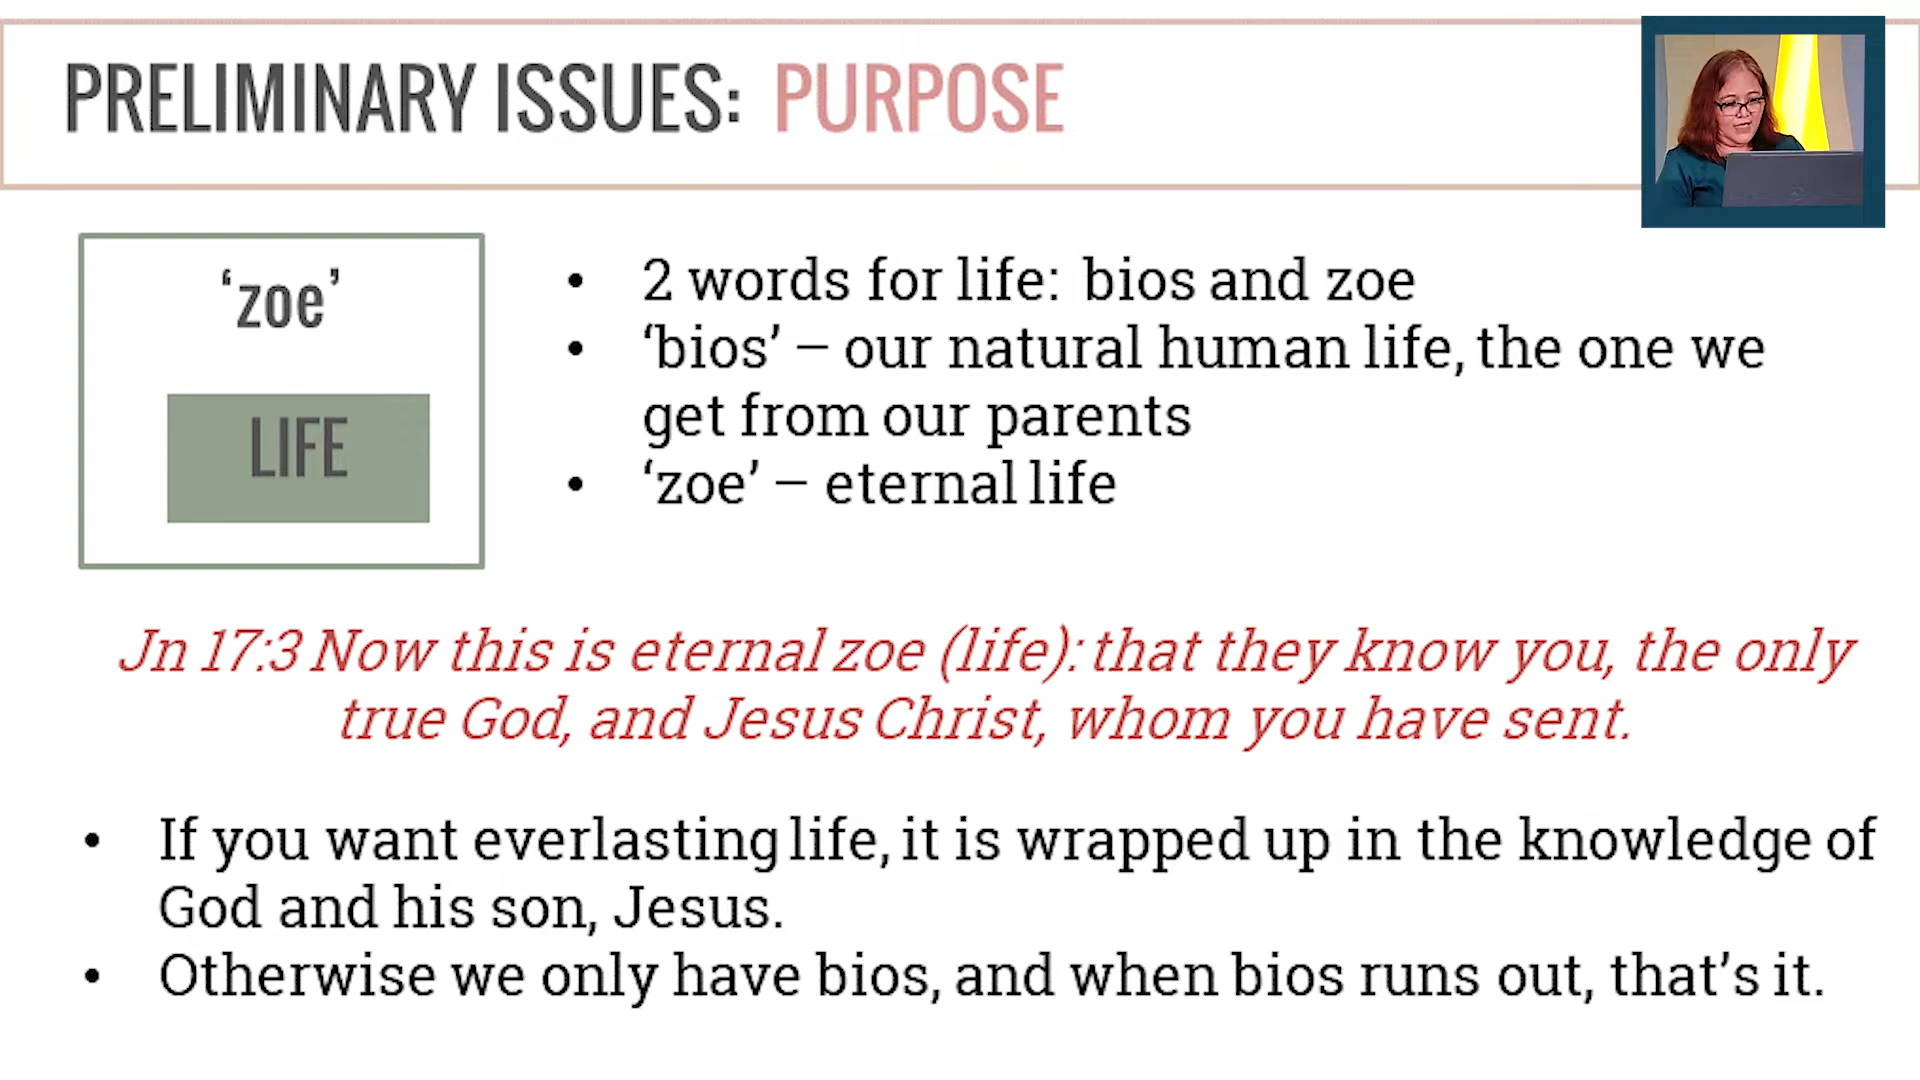 PRELIMINARY ISSUES: PURPOSE
‘zoe’
LIFE
• 2 words for life: bios and zoe
• ‘bios’ – our natural human life, the one we
get from our parents
• ‘zoe’ – eternal life
Jn 17:3 Now this is eternal zoe (life): that they know you, the only
true God, and Jesus Christ, whom you have sent.
• If you want everlasting life, it is wrapped up in the knowledge of
God and his son, Jesus.
• Otherwise we only have bios, and when bios runs out, that’s it.